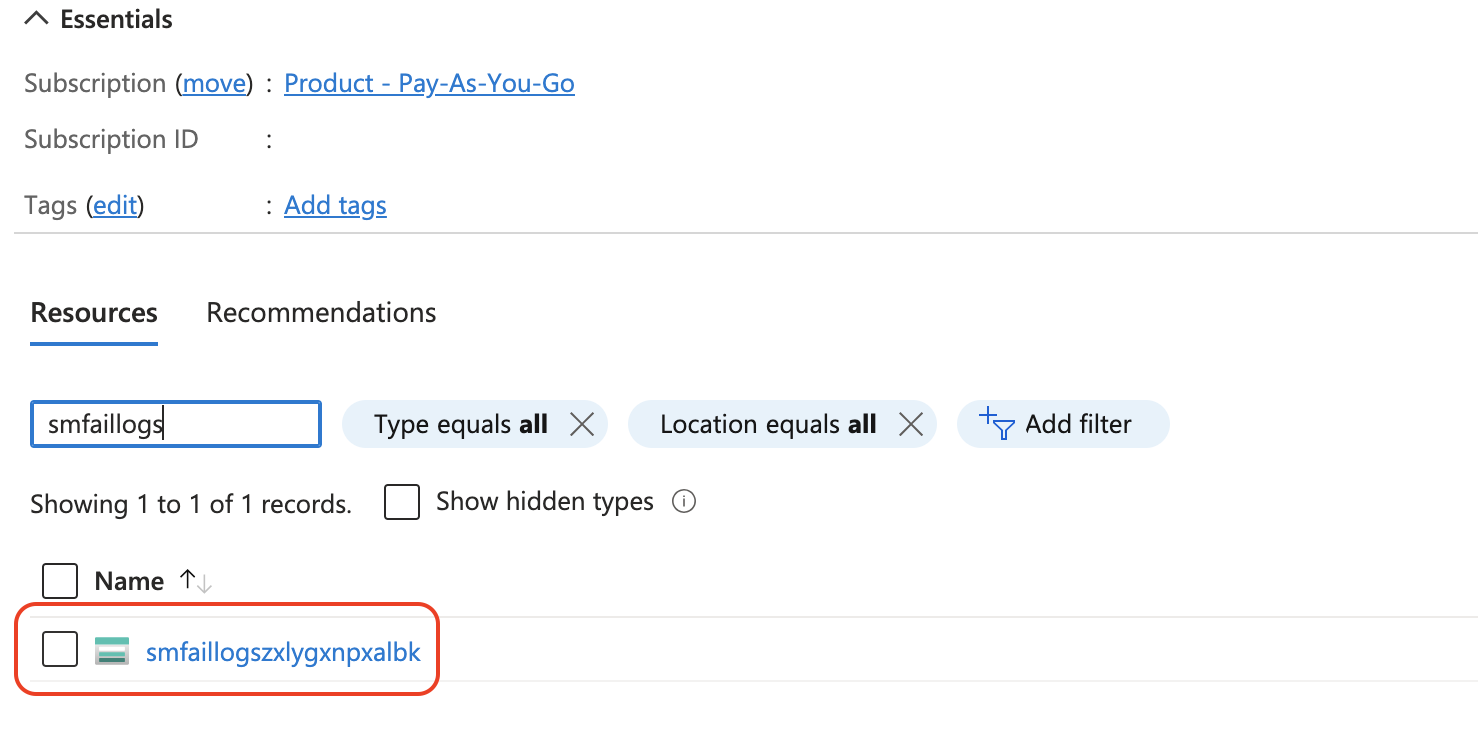 Essentials
Subscription (move) : Product - Pay-As-You-Go
Subscription ID :
Tags (edit) : Add tags
Resources Recommendations
smfaillogs Type equals all Location equals all Add filter
Showing 1 to 1 of 1 records. Show hidden types
Name
smfaillogszxlygxnpxalbk